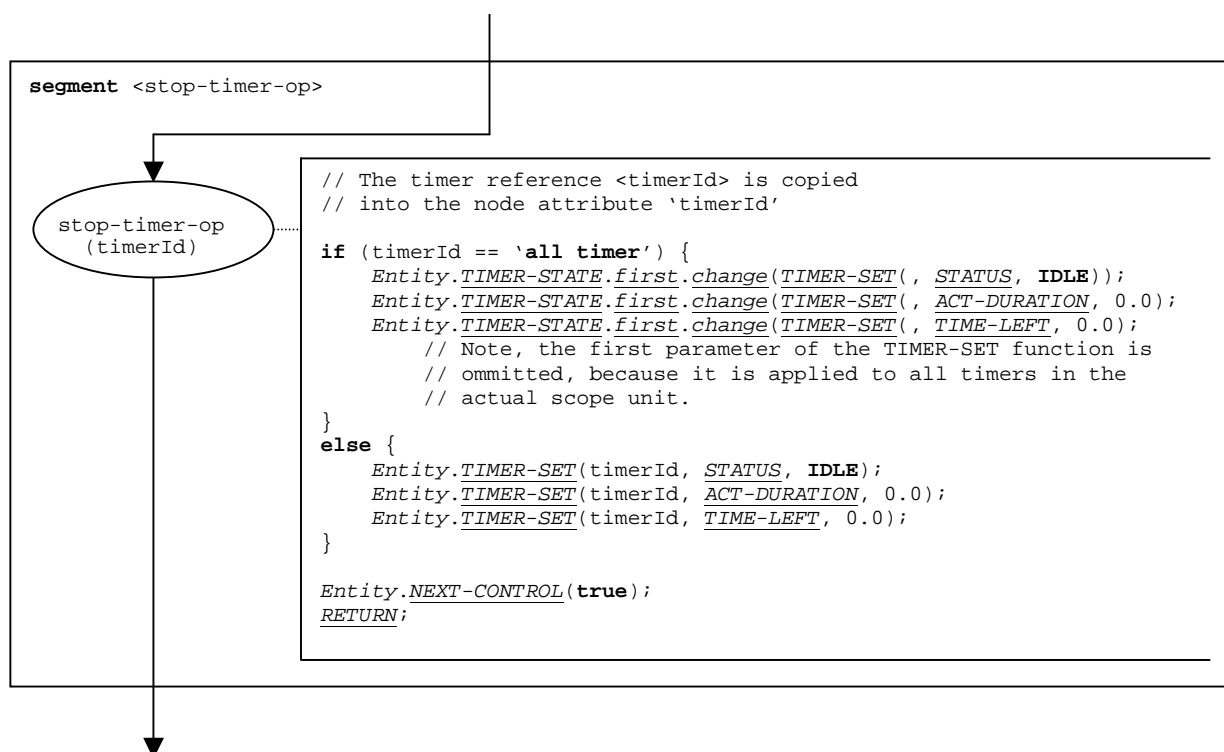 segment <stop-timer-op>
stop-timer-op
(timerId)
// The timer reference <timerId> is copied
// into the node attribute ‘timerId’
if (timerId == ‘all timer’) {
Entity.TIMER-STATE.first.change(TIMER-SET(, STATUS, IDLE));
Entity.TIMER-STATE.first.change(TIMER-SET(, ACT-DURATION, 0.0);
Entity.TIMER-STATE.first.change(TIMER-SET(, TIME-LEFT, 0.0);
// Note, the first parameter of the TIMER-SET function is
// ommitted, because it is applied to all timers in the
// actual scope unit.
}
else {
Entity.TIMER-SET(timerId, STATUS, IDLE);
Entity.TIMER-SET(timerId, ACT-DURATION, 0.0);
Entity.TIMER-SET(timerId, TIME-LEFT, 0.0);
}
Entity.NEXT-CONTROL(true);
RETURN;